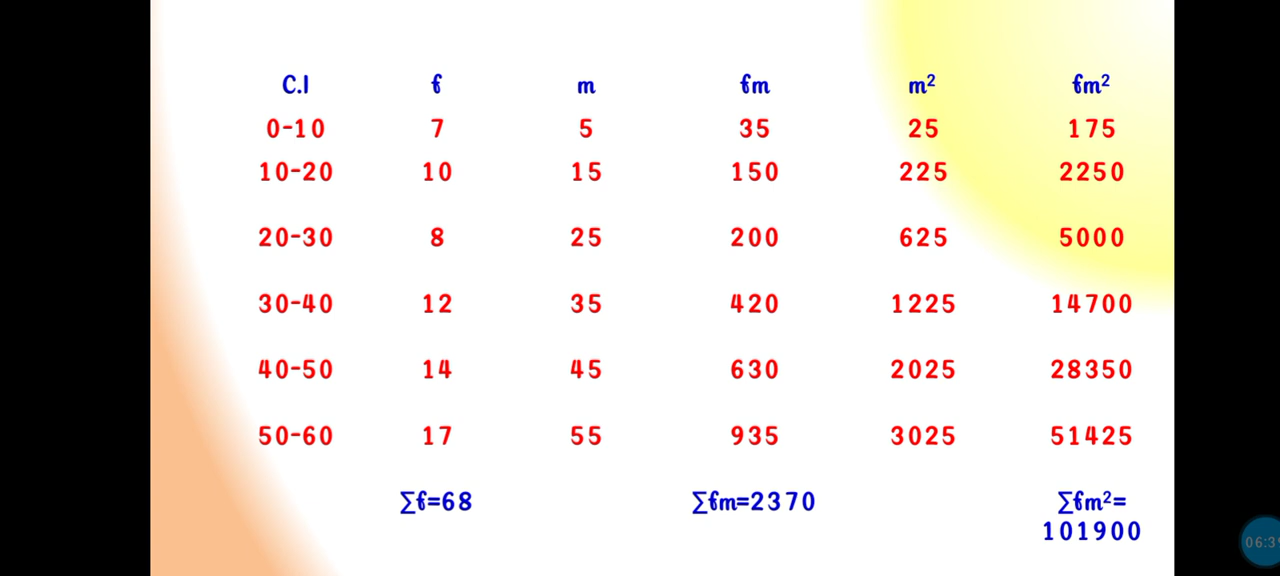 C.I f m fm m² fm²
0-10 7 5 35 25 175
10-20 10 15 150 225 2250
20-30 8 25 200 625 5000
30-40 12 35 420 1225 14700
40-50 14 45 630 2025 28350
50-60 17 55 935 3025 51425
∑f=68 ∑fm=2370 ∑fm²=
101900